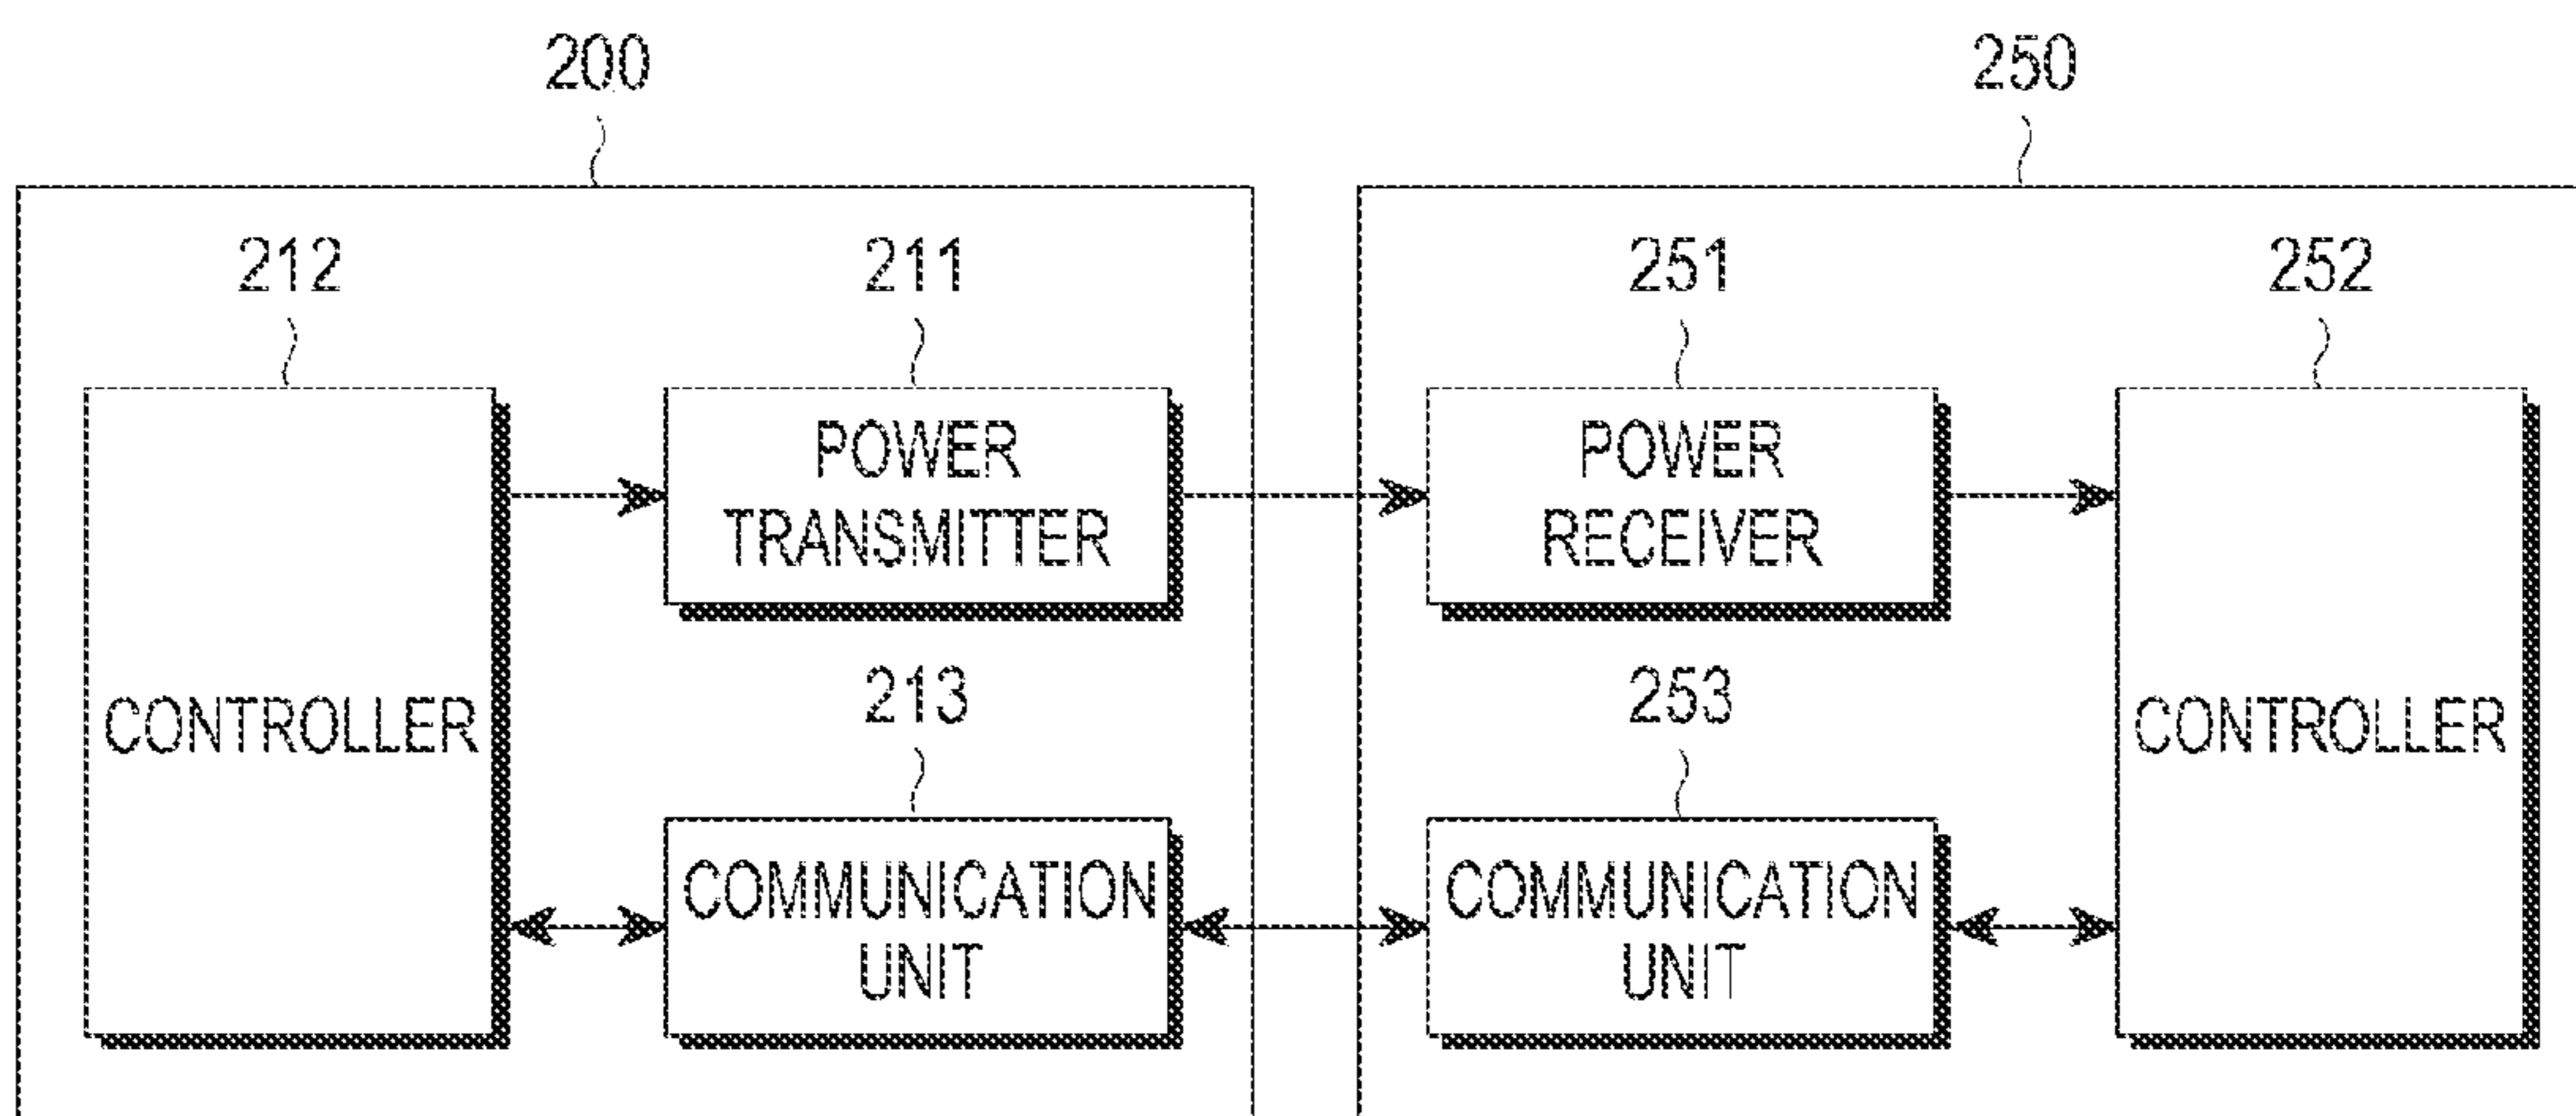 200
250
212
211
251
252
POWER
TRANSMITTER
POWER
RECEIVER
213
253
CONTROLLER
CONTROLLER
COMMUNICATION
UNIT
COMMUNICATION
UNIT